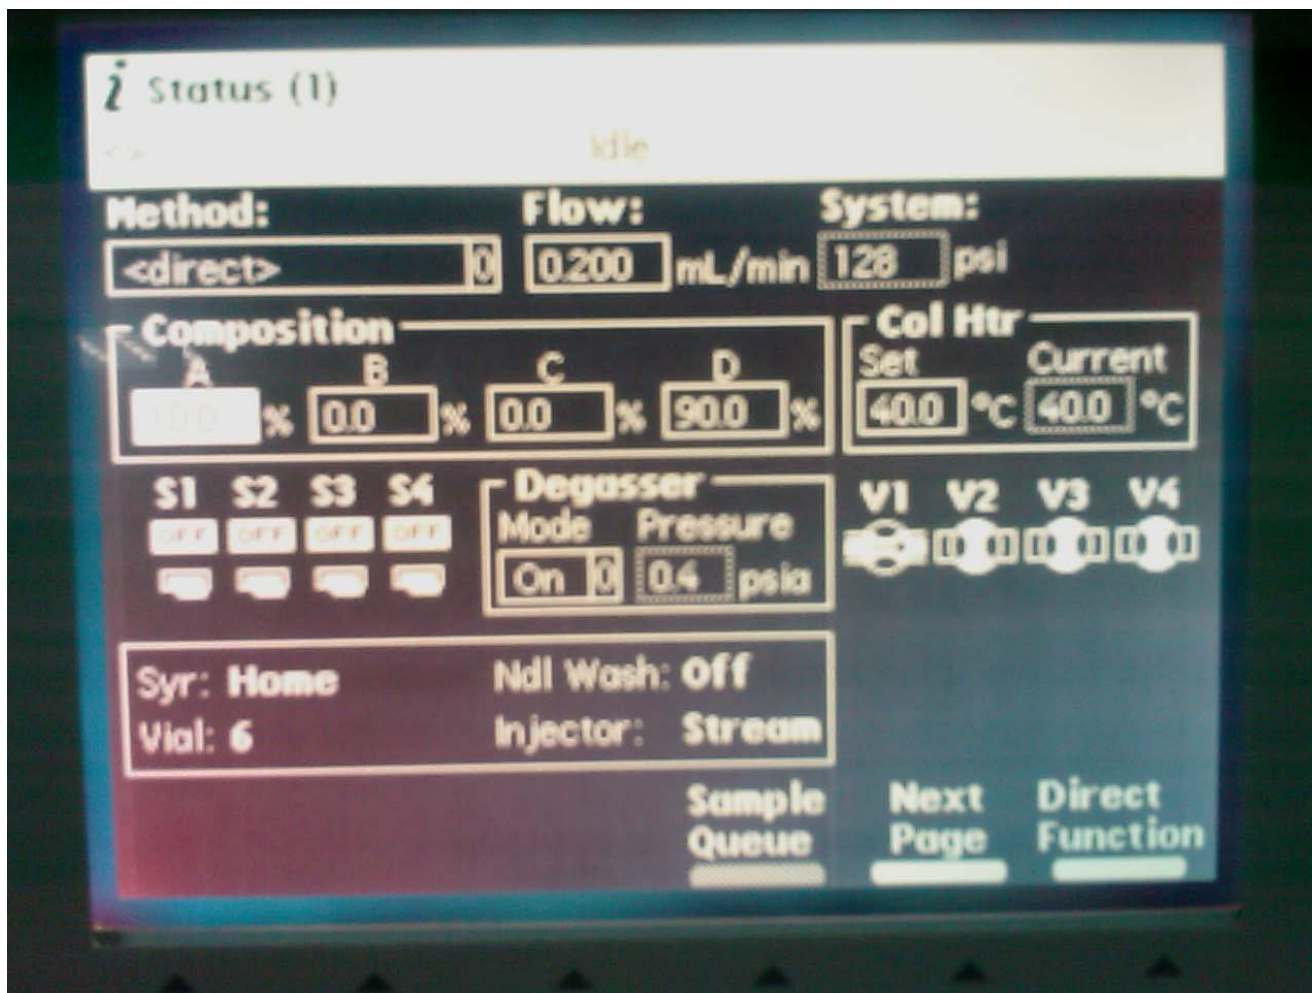 i Status (1)
<> Idle
Method: Flow: System:
<direct> 0.200 mL/min 128 psi
Composition Col Htr
A B C D Set Current
10.0 % 0.0 % 0.0 % 90.0 % 40.0 °C 40.0 °C
S1 S2 S3 S4 Degasser V1 V2 V3 V4
OFF OFF OFF OFF Mode Pressure
On 0.4 psia
Syr: Home Ndl Wash: Off
Vial: 6 Injector: Stream
Sample Next Direct
Queue Page Function